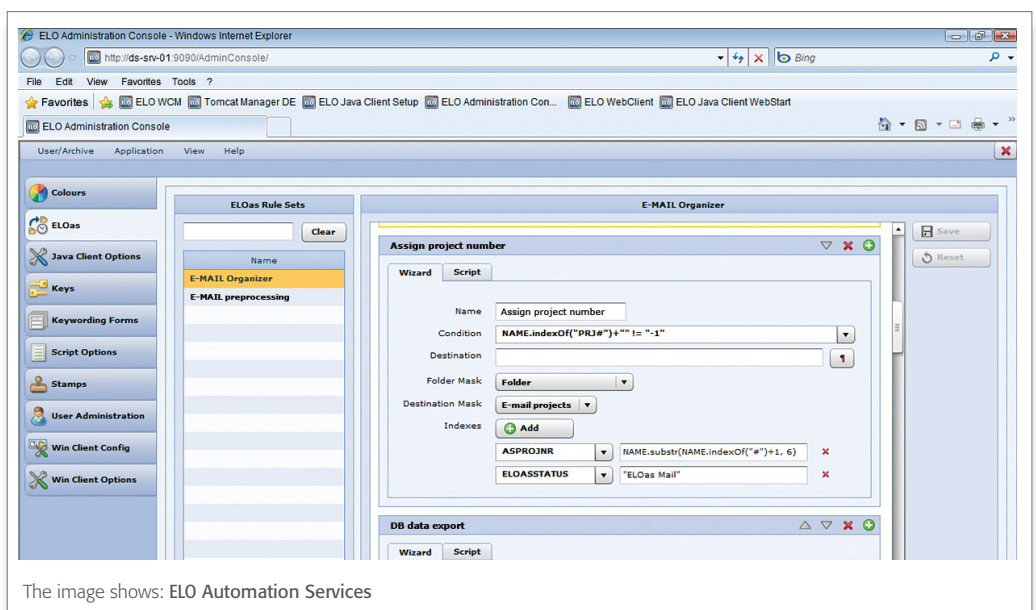 ELO Administration Console - Windows Internet Explorer
http://ds-srv-01:9090/AdminConsole/
Bing
File Edit View Favorites Tools ?
Favorites ELO WCM Tomcat Manager DE ELO Java Client Setup ELO Administration Con... ELO WebClient ELO Java Client WebStart
ELO Administration Console
User/Archive Application View Help
Colours
ELOas
Java Client Options
Keys
Keywording Forms
Script Options
Stamps
User Administration
Win Client Config
Win Client Options
ELOas Rule Sets
Clear
Name
E-MAIL Organizer
E-MAIL preprocessing
E-MAIL Organizer
Assign project number
Wizard Script
Name Assign project number
Condition NAME.indexOf("PRJ#")+"" != "-1"
Destination
Folder Mask Folder
Destination Mask E-mail projects
Indexes Add
ASPROJNR NAME.substr(NAME.indexOf("#")+1, 6)
ELOASSTATUS "ELOas Mail"
DB data export
Wizard Script
Save
Reset
The image shows: ELO Automation Services